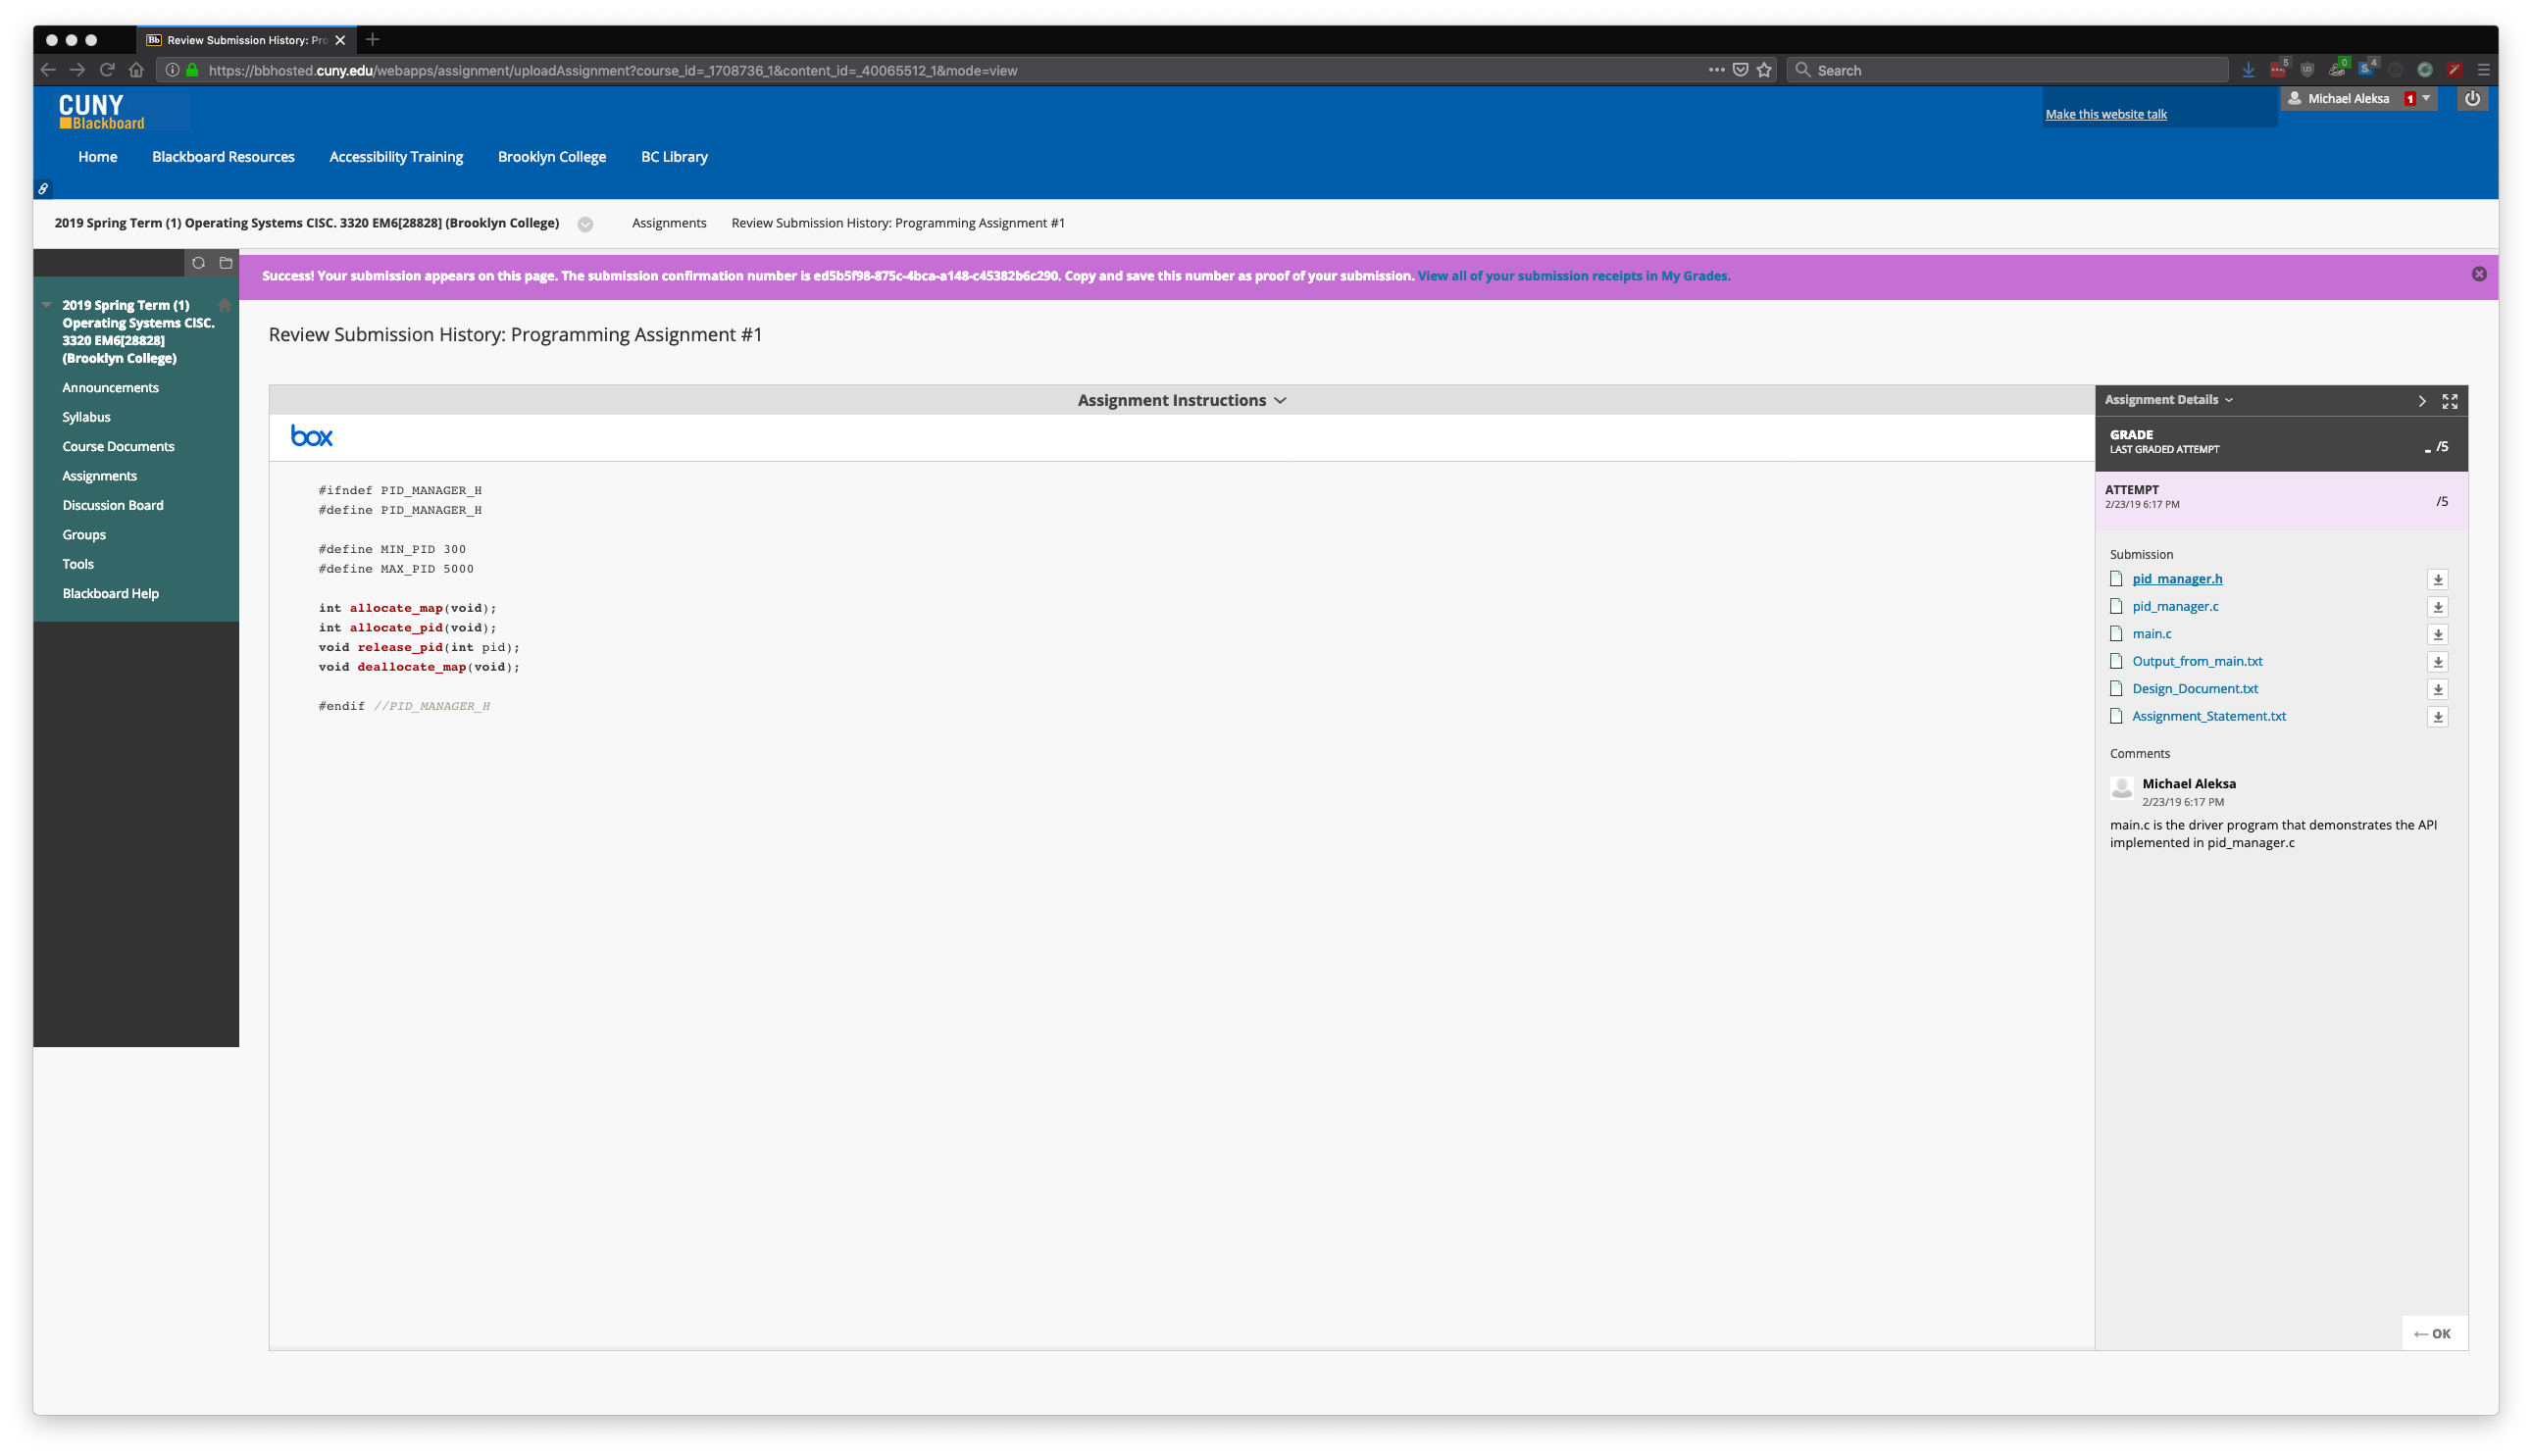 Bb Review Submission History: Pro
https://bbhosted.cuny.edu/webapps/assignment/uploadAssignment?course_id=_1708736_1&content_id=_40065512_1&mode=view
Search
5
0
S 4
CUNY
Blackboard
Make this website talk
Michael Aleksa 1
Home Blackboard Resources Accessibility Training Brooklyn College BC Library
2019 Spring Term (1) Operating Systems CISC. 3320 EM6[28828] (Brooklyn College) Assignments Review Submission History: Programming Assignment #1
Success! Your submission appears on this page. The submission confirmation number is ed5b5f98-875c-4bca-a148-c45382b6c290. Copy and save this number as proof of your submission. View all of your submission receipts in My Grades.
2019 Spring Term (1)
Operating Systems CISC.
3320 EM6[28828]
(Brooklyn College)
Announcements
Syllabus
Course Documents
Assignments
Discussion Board
Groups
Tools
Blackboard Help
Review Submission History: Programming Assignment #1
Assignment Instructions
box
#ifndef PID_MANAGER_H
#define PID_MANAGER_H
#define MIN_PID 300
#define MAX_PID 5000
int allocate_map(void);
int allocate_pid(void);
void release_pid(int pid);
void deallocate_map(void);
#endif //PID_MANAGER_H
Assignment Details
GRADE
LAST GRADED ATTEMPT
- /5
ATTEMPT
2/23/19 6:17 PM
/5
Submission
pid_manager.h
pid_manager.c
main.c
Output_from_main.txt
Design_Document.txt
Assignment_Statement.txt
Comments
Michael Aleksa
2/23/19 6:17 PM
main.c is the driver program that demonstrates the API
implemented in pid_manager.c
OK